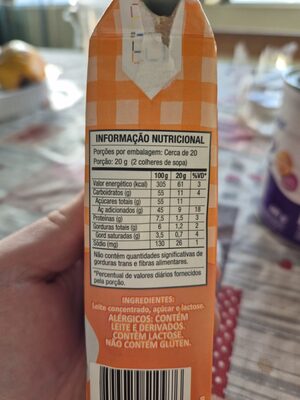 INFORMAÇÃO NUTRICIONAL
Porções por embalagem: Cerca de 20
Porção: 20 g (2 colheres de sopa)
100g 20g %VD*
Valor energético (kcal) 305 61 3
Carboidratos (g) 55 11 4
Açúcares totais (g) 55 11
Aç adicionados (g) 45 9 18
Proteínas (g) 7,5 1,5 3
Gorduras totais (g) 6 1,2 2
Gord saturadas (g) 3,5 0,7 4
Sódio (mg) 130 26 1
Não contém quantidades significativas de
gorduras trans e fibras alimentares.
*Percentual de valores diários fornecidos
pela porção.
INGREDIENTES:
Leite concentrado, açúcar e lactose.
ALÉRGICOS: CONTÉM
LEITE E DERIVADOS.
CONTÉM LACTOSE.
NÃO CONTÉM GLÚTEN.